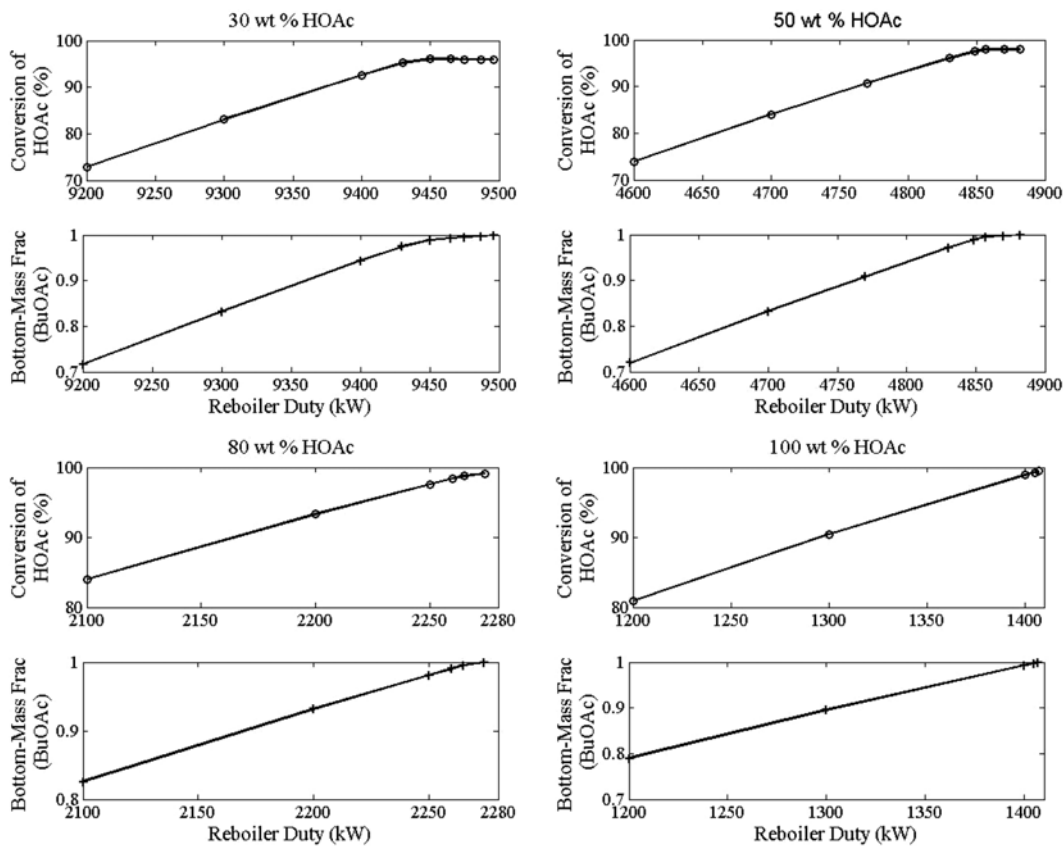 30 wt % HOAc
Conversion of
HOAc (%)
100
90
80
70
9200 9250 9300 9350 9400 9450 9500
Bottom-Mass Frac
(BuOAc)
1
0.9
0.8
0.7
9200 9250 9300 9350 9400 9450 9500
Reboiler Duty (kW)
50 wt % HOAc
Conversion of
HOAc (%)
100
90
80
70
4600 4650 4700 4750 4800 4850 4900
Bottom-Mass Frac
(BuOAc)
1
0.9
0.8
0.7
4600 4650 4700 4750 4800 4850 4900
Reboiler Duty (kW)
80 wt % HOAc
Conversion of
HOAc (%)
100
90
80
2100 2150 2200 2250 2280
Bottom-Mass Frac
(BuOAc)
1
0.9
0.8
2100 2150 2200 2250 2280
Reboiler Duty (kW)
100 wt % HOAc
Conversion of
HOAc (%)
100
90
80
1200 1250 1300 1350 1400
Bottom-Mass Frac
(BuOAc)
1
0.9
0.8
0.7
1200 1250 1300 1350 1400
Reboiler Duty (kW)